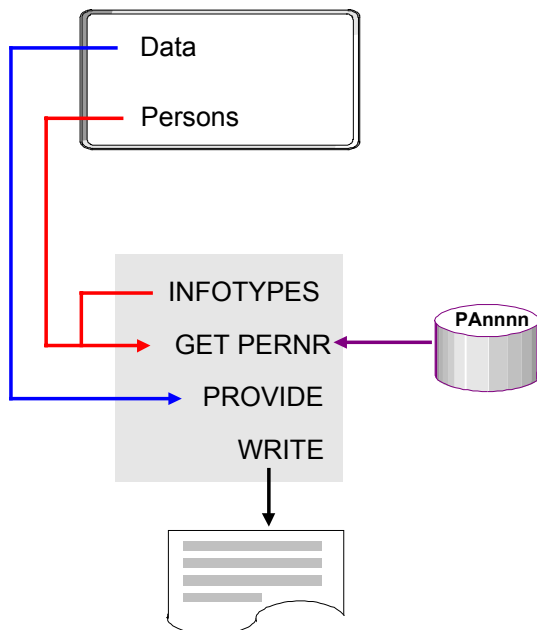 Data
Persons
INFOTYPES
GET PERNR
PAnnnn
PROVIDE
WRITE